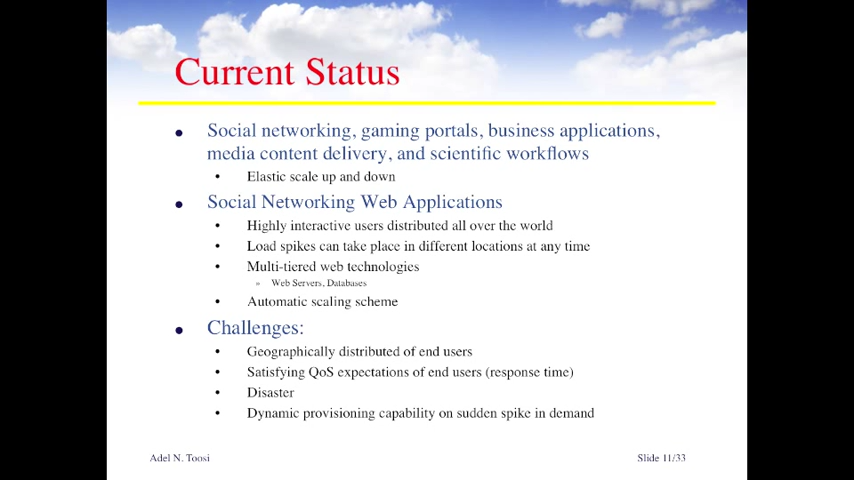 Current Status
• Social networking, gaming portals, business applications,
media content delivery, and scientific workflows
• Elastic scale up and down
• Social Networking Web Applications
• Highly interactive users distributed all over the world
• Load spikes can take place in different locations at any time
• Multi-tiered web technologies
» Web Servers, Databases
• Automatic scaling scheme
• Challenges:
• Geographically distributed of end users
• Satisfying QoS expectations of end users (response time)
• Disaster
• Dynamic provisioning capability on sudden spike in demand
Adel N. Toosi
Slide 11/33